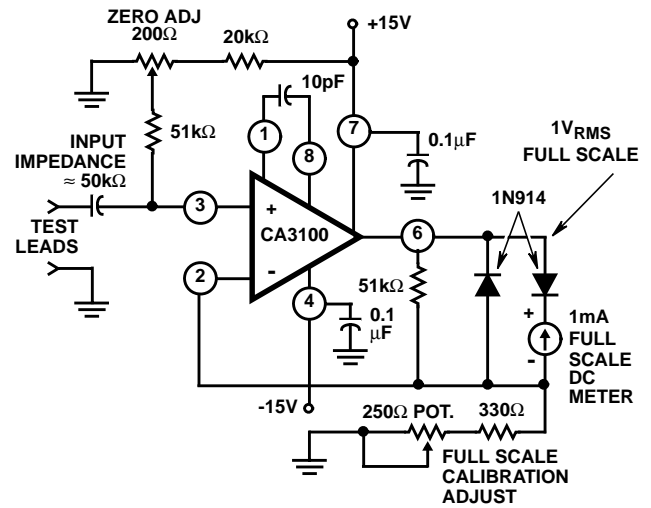 ZERO ADJ
200Ω
20kΩ
+15V
10pF
51kΩ
1
8
7
0.1μF
1VRMS
FULL SCALE
INPUT
IMPEDANCE
≈ 50kΩ
1N914
3
+
CA3100
6
TEST
LEADS
2
-
4
51kΩ
0.1
μF
+
-
1mA
FULL
SCALE
DC
METER
-15V
250Ω POT.
330Ω
FULL SCALE
CALIBRATION
ADJUST